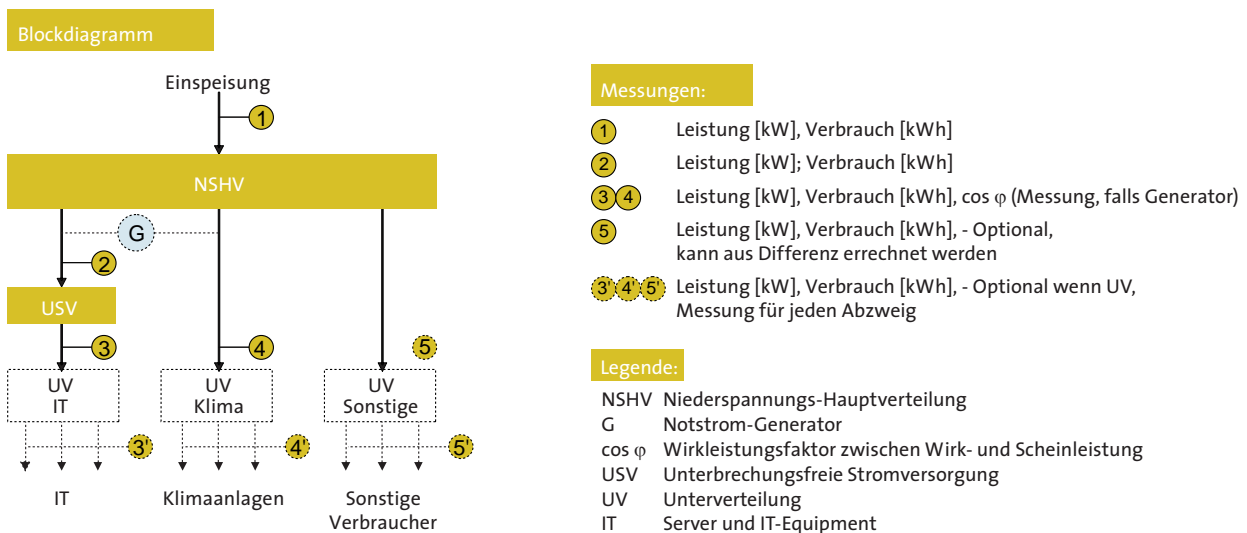 Blockdiagramm
Einspeisung
1
NSHV
G
2
USV
3
4
5
UV
IT
UV
Klima
UV
Sonstige
3'
4'
5'
IT
Klimaanlagen
Sonstige
Verbraucher
Messungen:
1 Leistung [kW], Verbrauch [kWh]
2 Leistung [kW]; Verbrauch [kWh]
3 4 Leistung [kW], Verbrauch [kWh], cos φ (Messung, falls Generator)
5 Leistung [kW], Verbrauch [kWh], - Optional,
kann aus Differenz errechnet werden
3' 4' 5' Leistung [kW], Verbrauch [kWh], - Optional wenn UV,
Messung für jeden Abzweig
Legende:
NSHV Niederspannungs-Hauptverteilung
G Notstrom-Generator
cos φ Wirkleistungsfaktor zwischen Wirk- und Scheinleistung
USV Unterbrechungsfreie Stromversorgung
UV Unterverteilung
IT Server und IT-Equipment